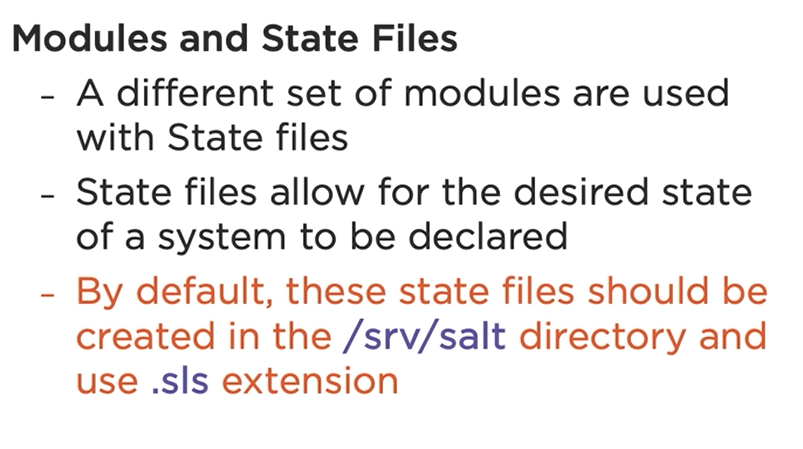 Modules and State Files
- A different set of modules are used
with State files
- State files allow for the desired state
of a system to be declared
- By default, these state files should be
created in the /srv/salt directory and
use .sls extension